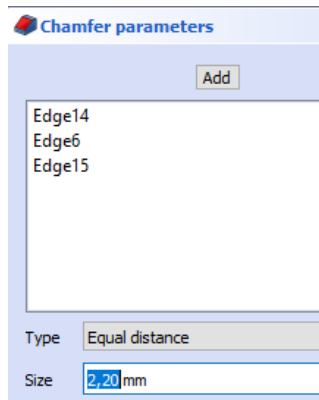 Chamfer parameters
Add
Edge14
Edge6
Edge15
Type Equal distance
Size 2,20 mm